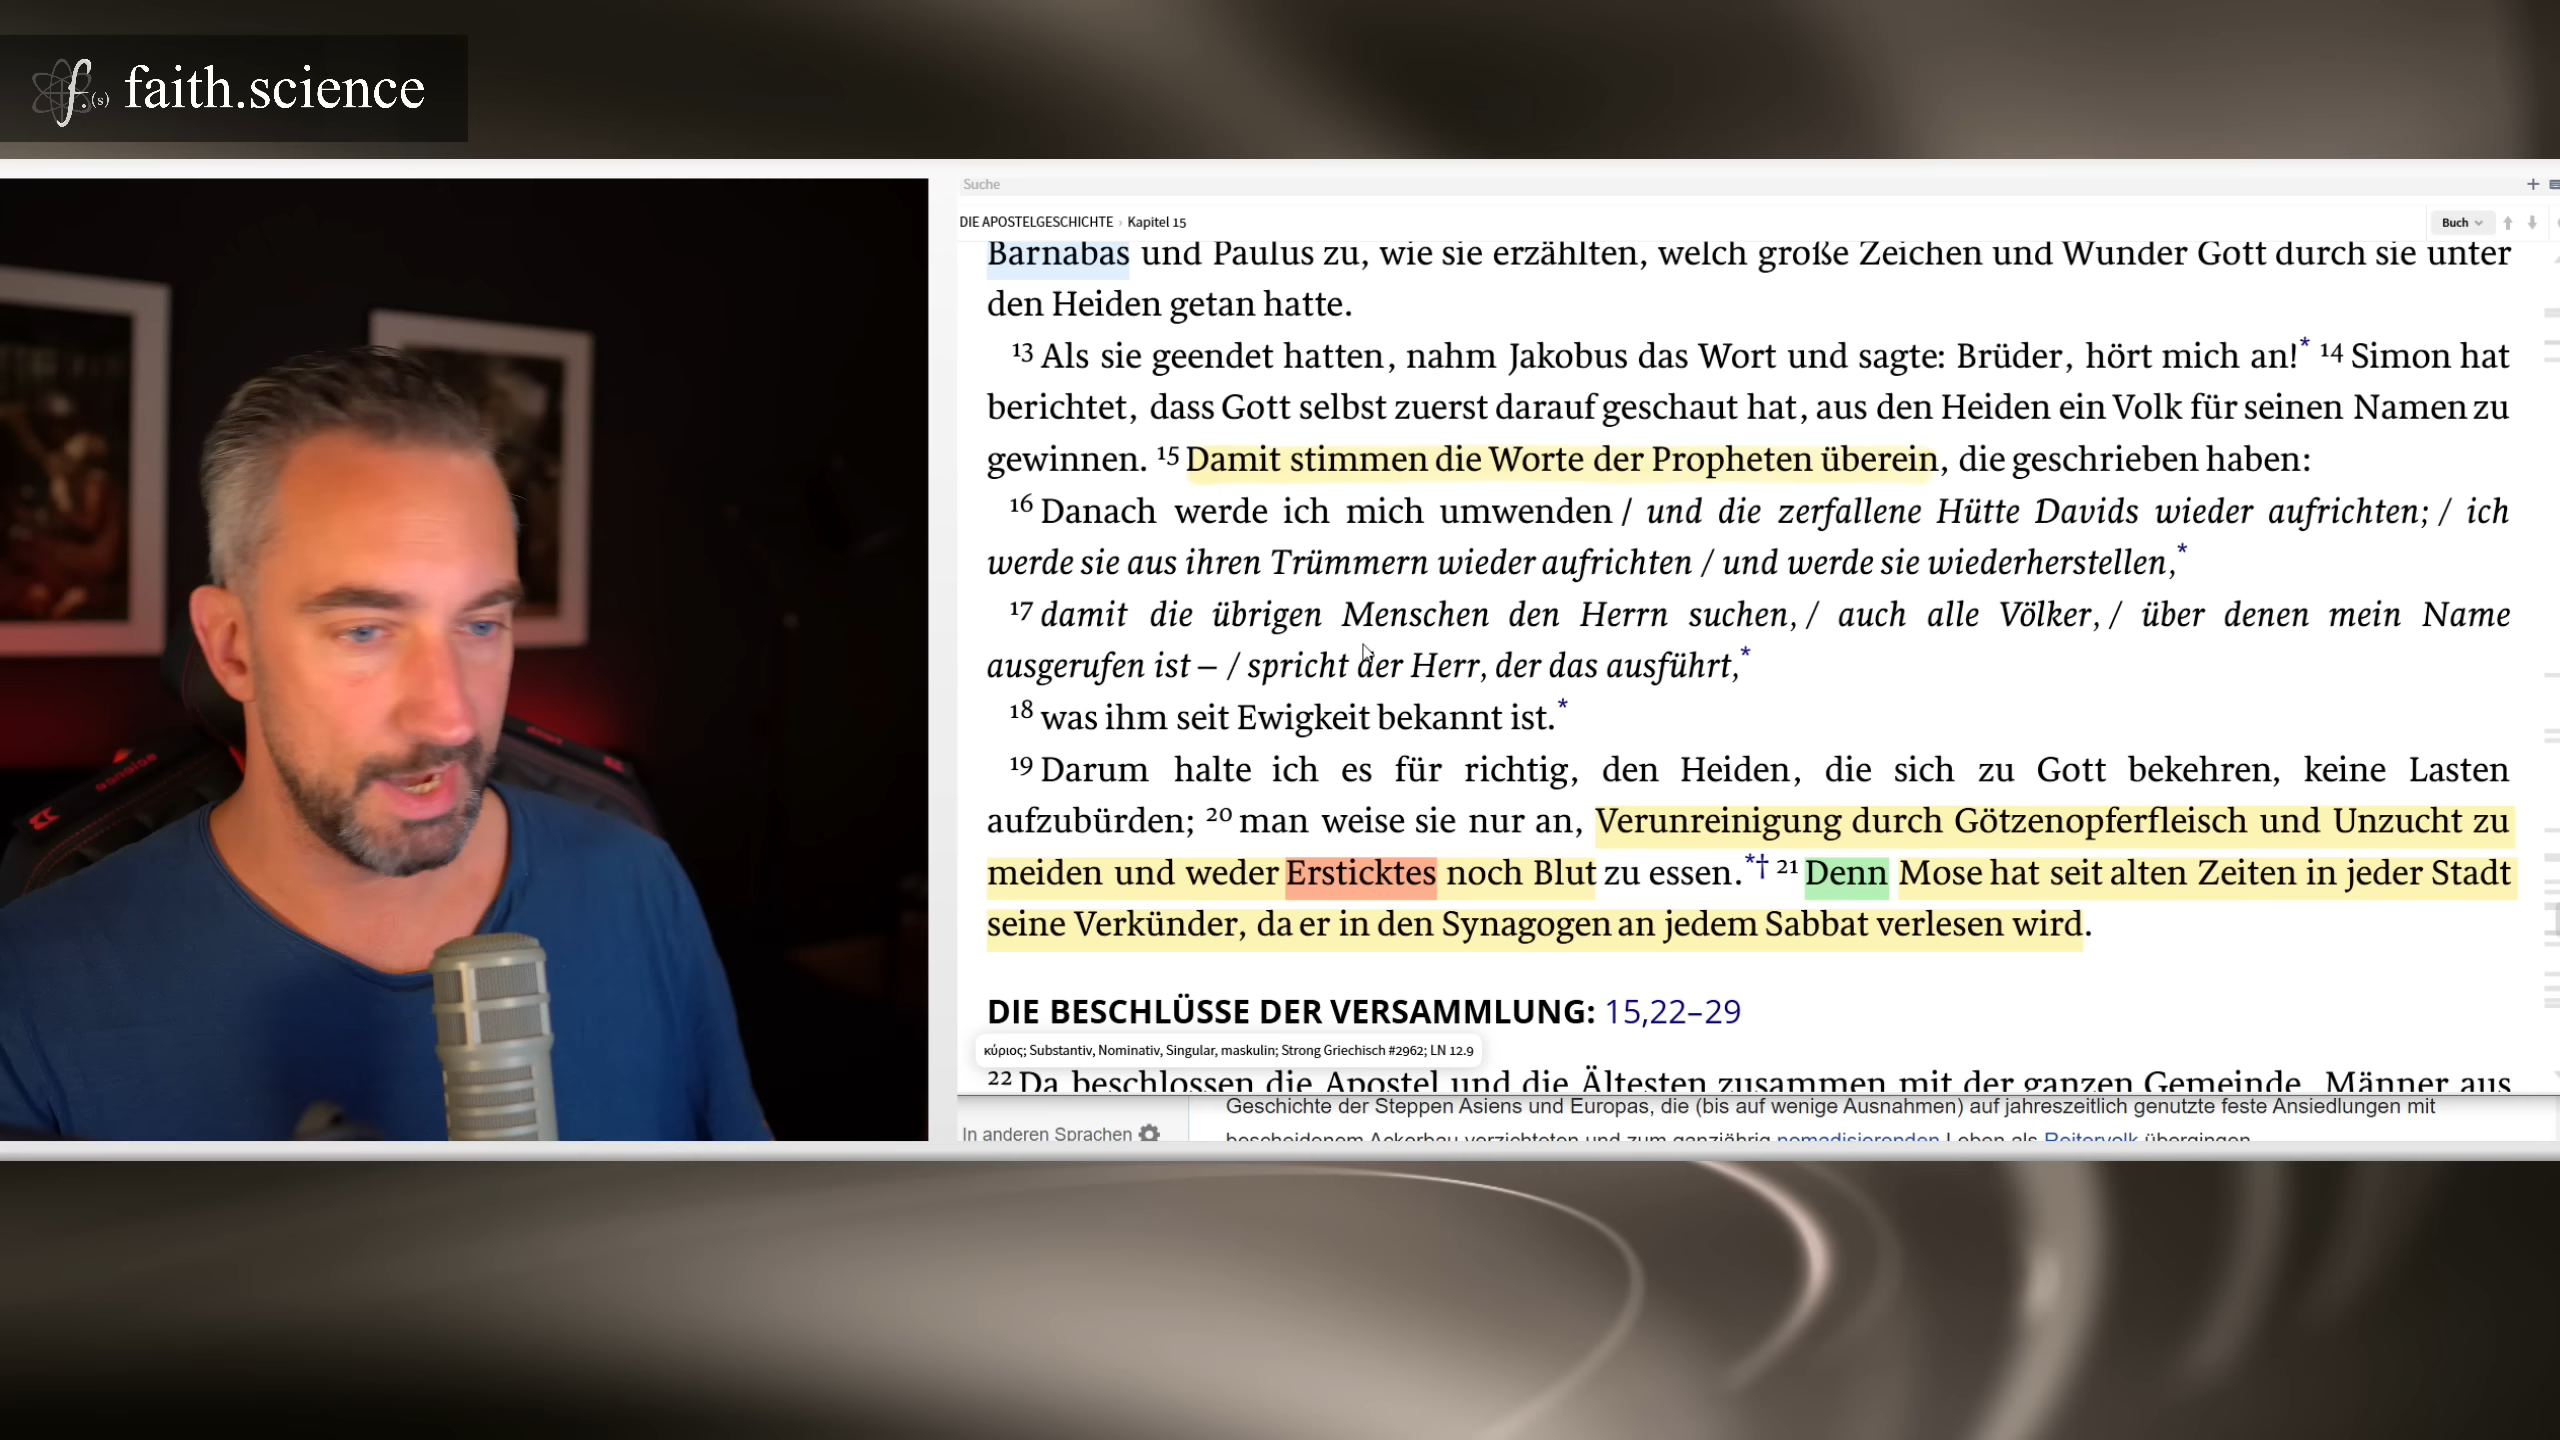 f.(s) faith.science
Suche
DIE APOSTELGESCHICHTE › Kapitel 15
Buch
Barnabas und Paulus zu, wie sie erzählten, welch große Zeichen und Wunder Gott durch sie unter
den Heiden getan hatte.
13 Als sie geendet hatten, nahm Jakobus das Wort und sagte: Brüder, hört mich an!* 14 Simon hat
berichtet, dass Gott selbst zuerst darauf geschaut hat, aus den Heiden ein Volk für seinen Namen zu
gewinnen. 15 Damit stimmen die Worte der Propheten überein, die geschrieben haben:
16 Danach werde ich mich umwenden / und die zerfallene Hütte Davids wieder aufrichten; / ich
werde sie aus ihren Trümmern wieder aufrichten / und werde sie wiederherstellen,*
17 damit die übrigen Menschen den Herrn suchen, / auch alle Völker, / über denen mein Name
ausgerufen ist – / spricht der Herr, der das ausführt,*
18 was ihm seit Ewigkeit bekannt ist.*
19 Darum halte ich es für richtig, den Heiden, die sich zu Gott bekehren, keine Lasten
aufzubürden; 20 man weise sie nur an, Verunreinigung durch Götzenopferfleisch und Unzucht zu
meiden und weder Ersticktes noch Blut zu essen.*† 21 Denn Mose hat seit alten Zeiten in jeder Stadt
seine Verkünder, da er in den Synagogen an jedem Sabbat verlesen wird.
DIE BESCHLÜSSE DER VERSAMMLUNG: 15,22–29
κύριος; Substantiv, Nominativ, Singular, maskulin; Strong Griechisch #2962; LN 12.9
22 Da beschlossen die Apostel und die Ältesten zusammen mit der ganzen Gemeinde, Männer aus
Geschichte der Steppen Asiens und Europas, die (bis auf wenige Ausnahmen) auf jahreszeitlich genutzte feste Ansiedlungen mit
In anderen Sprachen
bescheidenem Ackerbau verzichteten und zum ganzjährig nomadisierenden Leben als Reitervolk übergingen